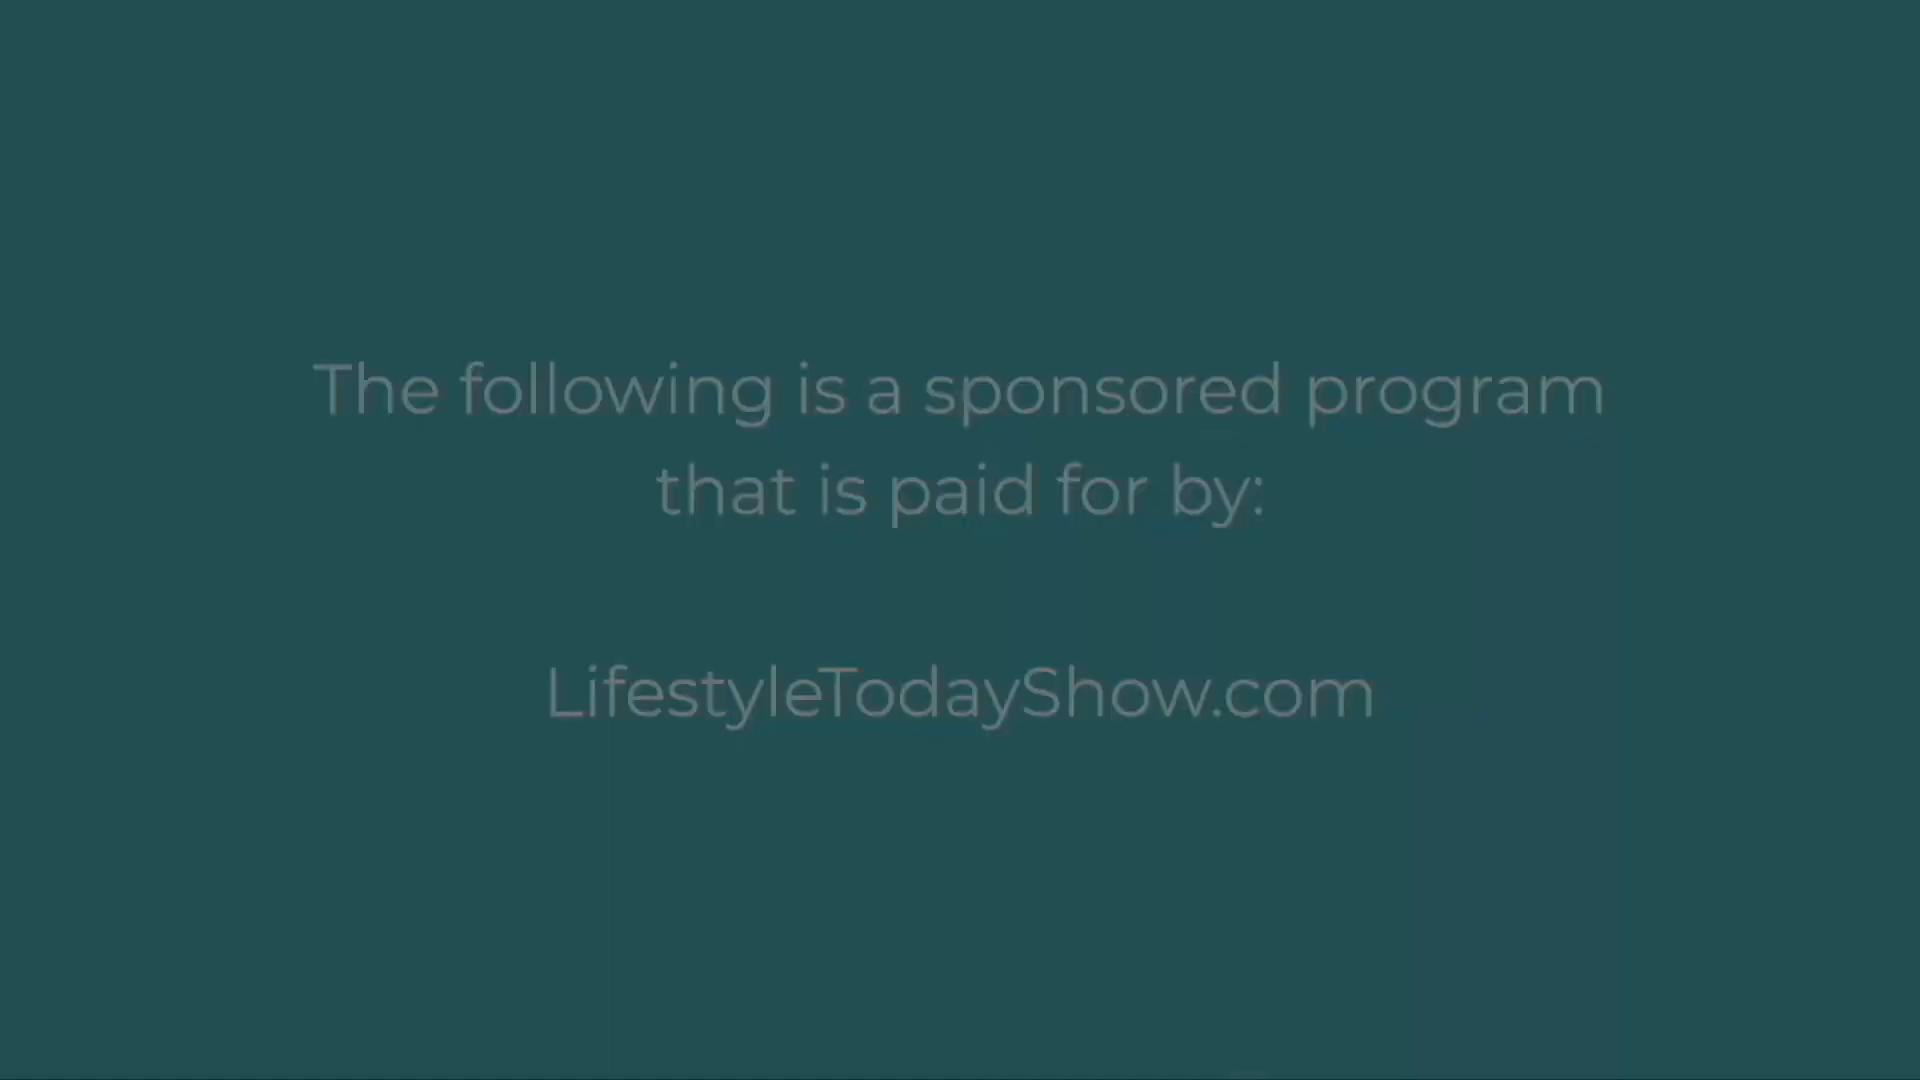 The following is a sponsored program
that is paid for by:
LifestyleTodayShow.com